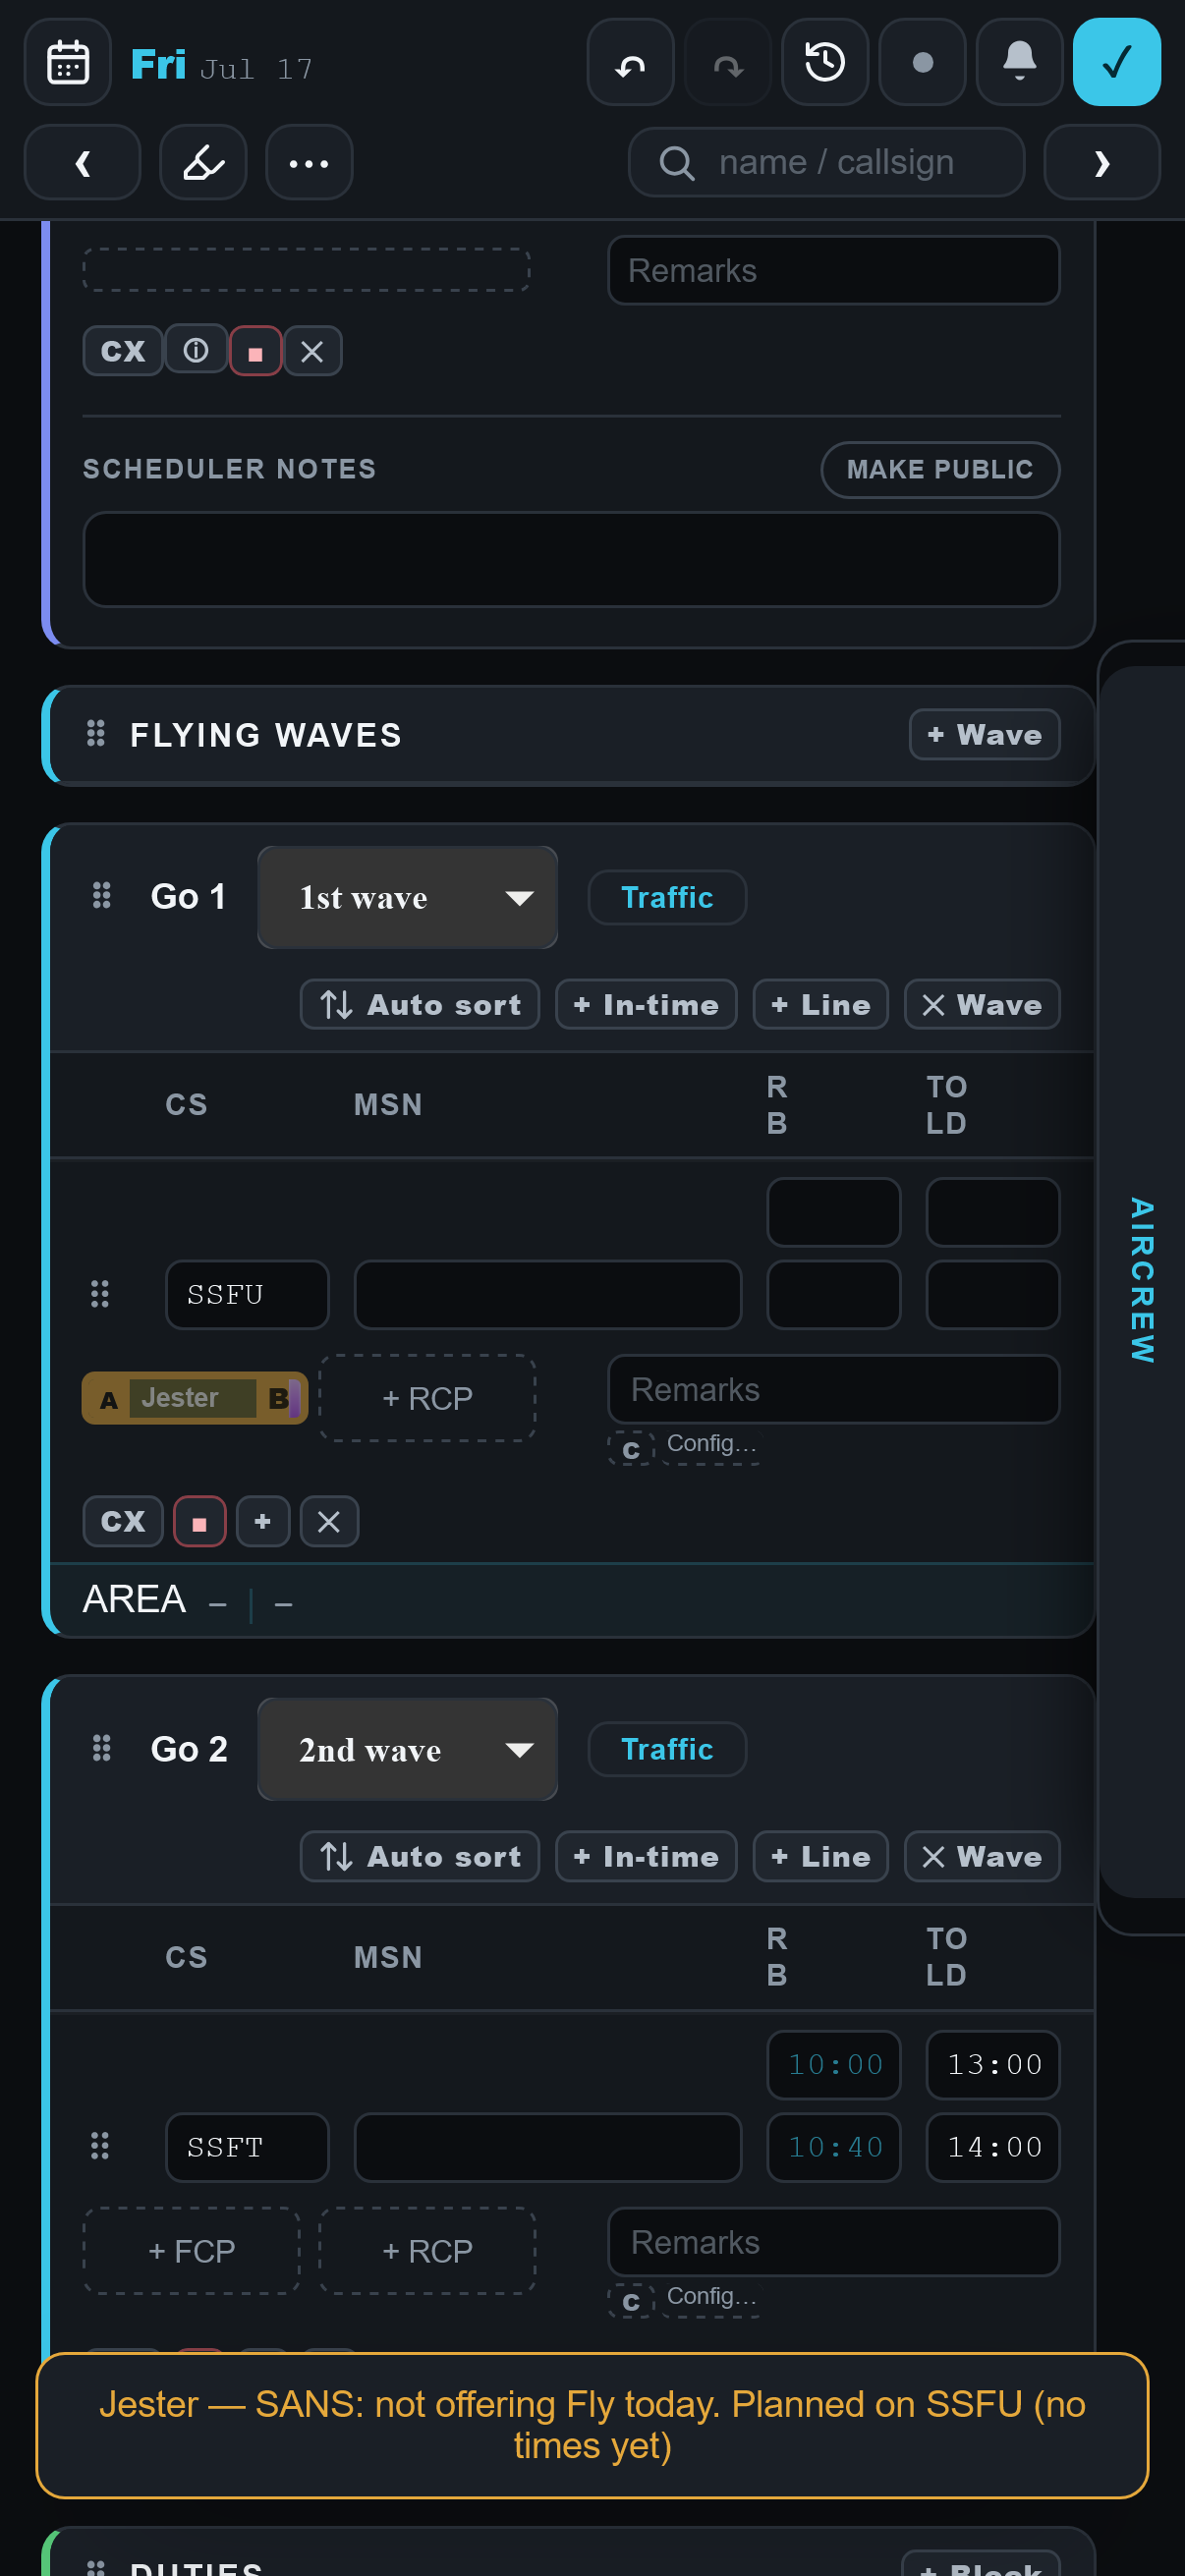 Fri Jul 17
name / callsign
Remarks
CX
SCHEDULER NOTES
MAKE PUBLIC
FLYING WAVES
+ Wave
Go 1
1st wave
Traffic
Auto sort
+ In-time
+ Line
Wave
CS
MSN
R
B
TO
LD
SSFU
A Jester B
+ RCP
Remarks
C Config...
CX
+
AREA – | –
AIRCREW
Go 2
2nd wave
Traffic
Auto sort
+ In-time
+ Line
Wave
CS
MSN
R
B
TO
LD
10:00
13:00
SSFT
10:40
14:00
+ FCP
+ RCP
Remarks
C Config...
Jester — SANS: not offering Fly today. Planned on SSFU (no
times yet)
DUTIES
+ Block